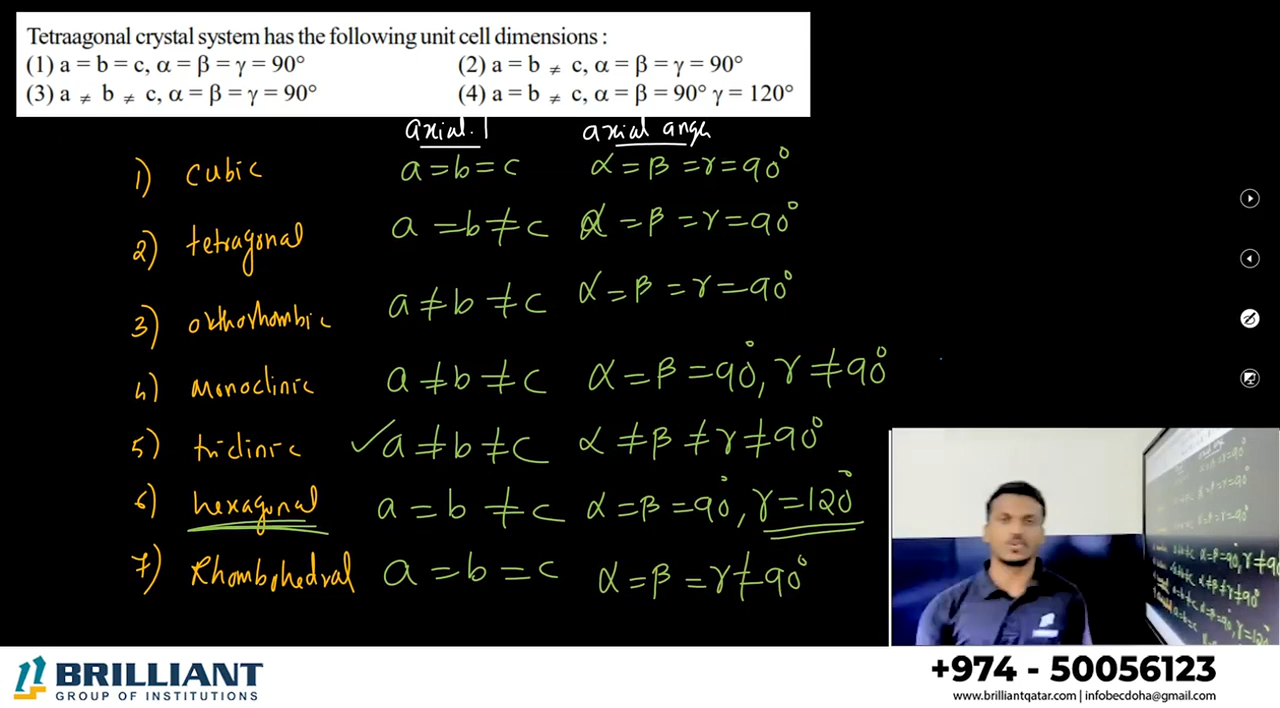 Tetraagonal crystal system has the following unit cell dimensions :
(1) a = b = c, α = β = γ = 90° (2) a = b ≠ c, α = β = γ = 90°
(3) a ≠ b ≠ c, α = β = γ = 90° (4) a = b ≠ c, α = β = 90° γ = 120°
axial. l axial angle
1) cubic a = b = c α = β = γ = 90°
2) tetragonal a = b ≠ c α = β = γ = 90°
3) orthorhombic a ≠ b ≠ c α = β = γ = 90°
4) monoclinic a ≠ b ≠ c α = β = 90°, γ ≠ 90°
5) triclinic ✓a ≠ b ≠ c α ≠ β ≠ γ ≠ 90°
6) hexagonal a = b ≠ c α = β = 90°, γ = 120°
7) Rhombohedral a = b = c α = β = γ ≠ 90°
BRILLIANT
GROUP OF INSTITUTIONS
+974 - 50056123
www.brilliantqatar.com | infobecdoha@gmail.com